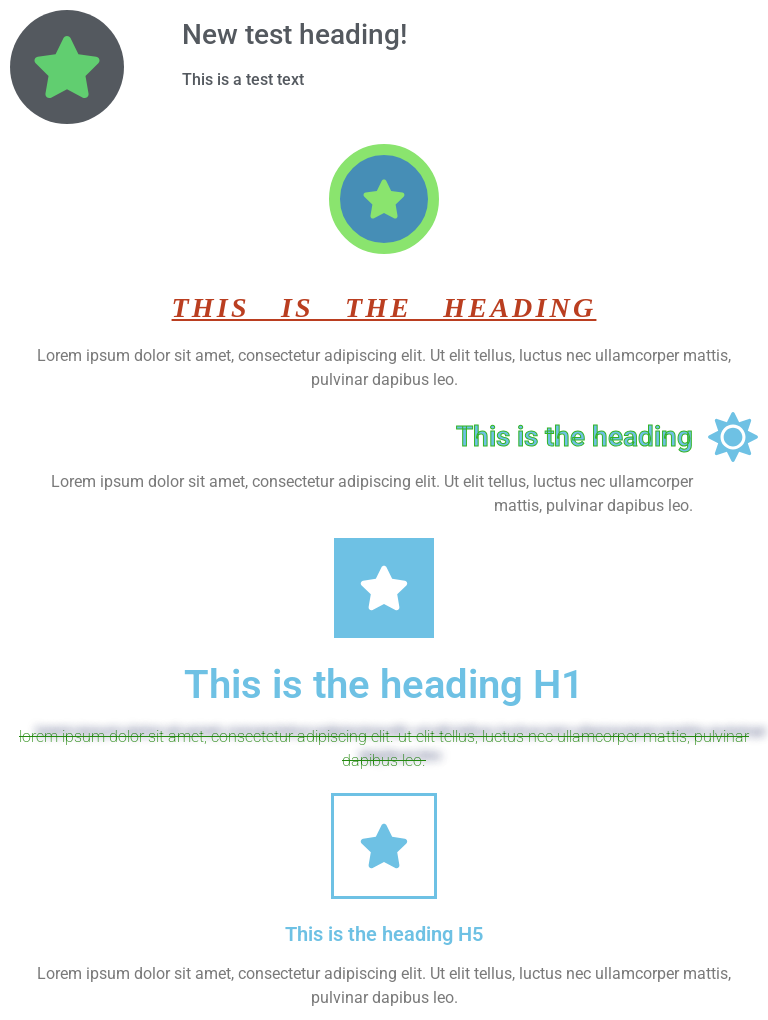 New test heading!
This is a test text
THIS IS THE HEADING
Lorem ipsum dolor sit amet, consectetur adipiscing elit. Ut elit tellus, luctus nec ullamcorper mattis,
pulvinar dapibus leo.
This is the heading
Lorem ipsum dolor sit amet, consectetur adipiscing elit. Ut elit tellus, luctus nec ullamcorper
mattis, pulvinar dapibus leo.
This is the heading H1
lorem ipsum dolor sit amet, consectetur adipiscing elit. ut elit tellus, luctus nec ullamcorper mattis, pulvinar
dapibus leo.
This is the heading H5
Lorem ipsum dolor sit amet, consectetur adipiscing elit. Ut elit tellus, luctus nec ullamcorper mattis,
pulvinar dapibus leo.